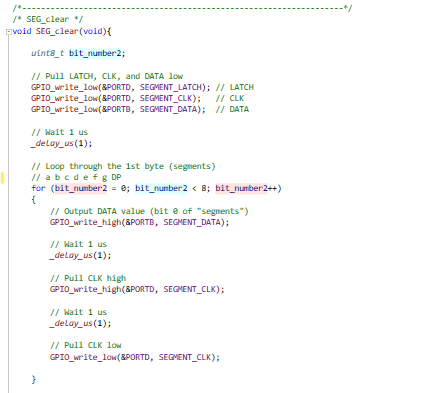 /*--------------------------------------------------------------------*/
/* SEG_clear */
void SEG_clear(void){
uint8_t bit_number2;
// Pull LATCH, CLK, and DATA low
GPIO_write_low(&PORTD, SEGMENT_LATCH); // LATCH
GPIO_write_low(&PORTD, SEGMENT_CLK);   // CLK
GPIO_write_low(&PORTB, SEGMENT_DATA);  // DATA
// Wait 1 us
_delay_us(1);
// Loop through the 1st byte (segments)
// a b c d e f g DP
for (bit_number2 = 0; bit_number2 < 8; bit_number2++)
{
// Output DATA value (bit 0 of "segments")
GPIO_write_high(&PORTB, SEGMENT_DATA);
// Wait 1 us
_delay_us(1);
// Pull CLK high
GPIO_write_high(&PORTD, SEGMENT_CLK);
// Wait 1 us
_delay_us(1);
// Pull CLK low
GPIO_write_low(&PORTD, SEGMENT_CLK);
}